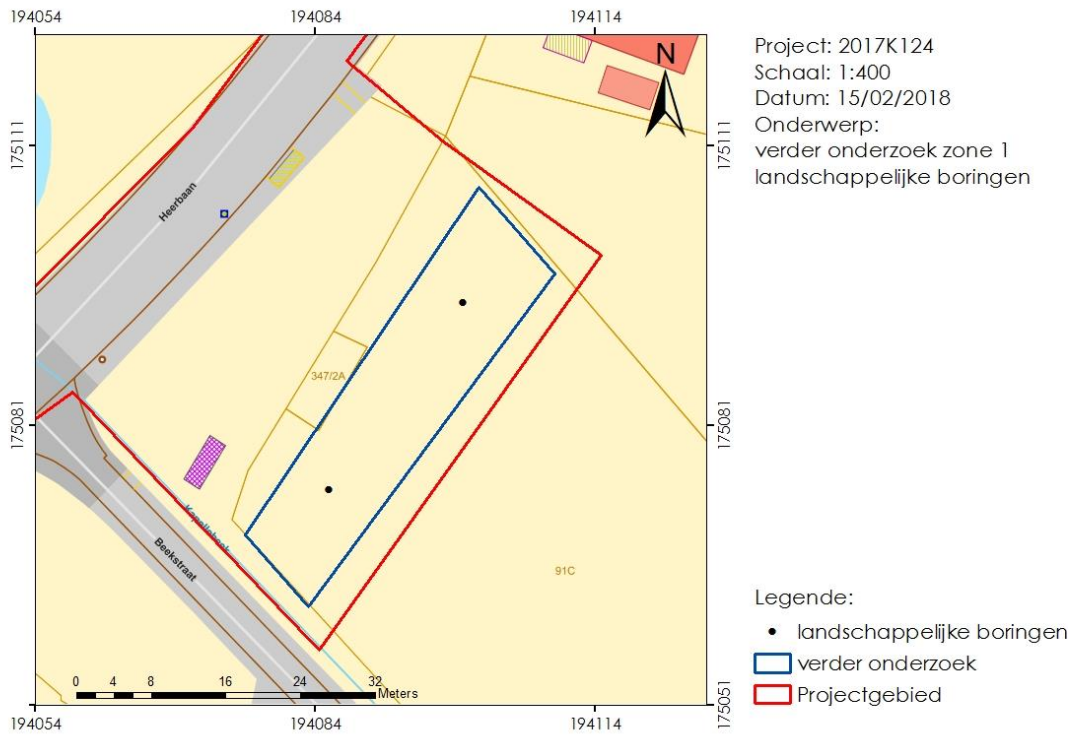 194054
194084
194114
175111
175081
175051
Heerbaan
347/2A
Kapellebeek
Beekstraat
91C
N
0 4 8 16 24 32
Meters
194054
194084
194114
175111
175081
175051
Project: 2017K124
Schaal: 1:400
Datum: 15/02/2018
Onderwerp:
verder onderzoek zone 1
landschappelijke boringen
Legende:
landschappelijke boringen
verder onderzoek
Projectgebied